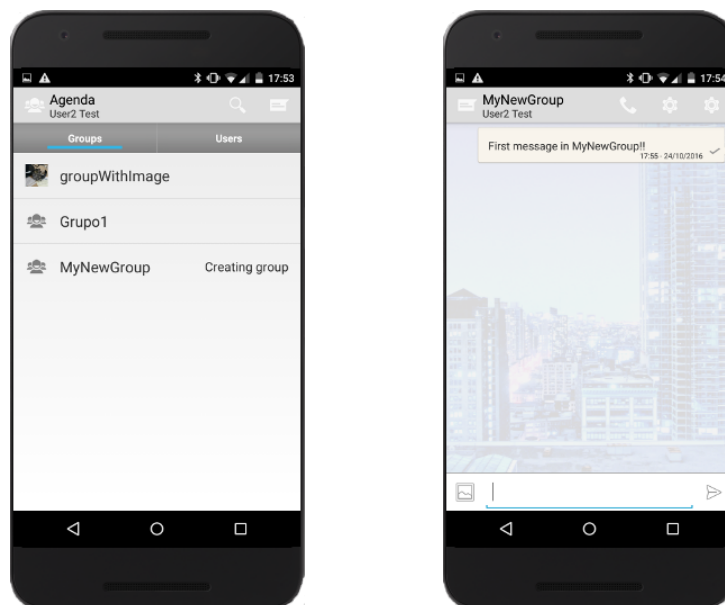 17:53
Agenda
User2 Test
Groups
Users
groupWithImage
Grupo1
MyNewGroup
Creating group
17:54
MyNewGroup
User2 Test
First message in MyNewGroup!!
17:55 - 24/10/2016